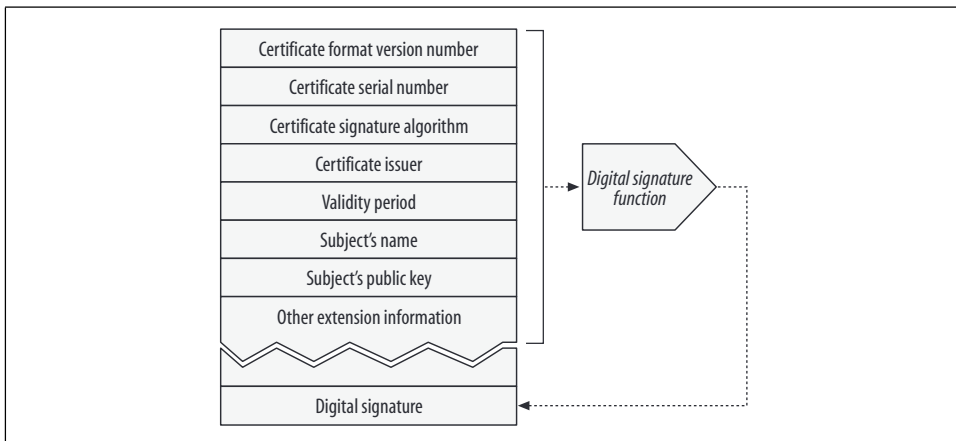 Certificate format version number
Certificate serial number
Certificate signature algorithm
Certificate issuer
Validity period
Subject’s name
Subject’s public key
Other extension information
Digital signature
function
Digital signature